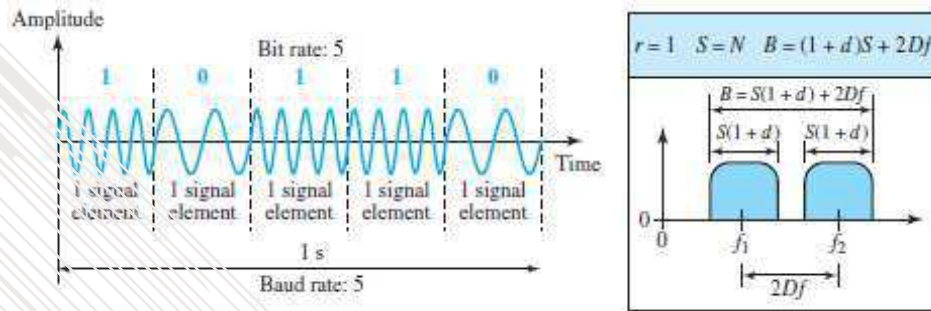 Amplitude
Bit rate: 5
1 0 1 1 0
Time
1 signal element
1 signal element
1 signal element
1 signal element
1 signal element
1 s
Baud rate: 5
r = 1 S = N B = (1 + d)S + 2Df
B = S(1 + d) + 2Df
S(1 + d) S(1 + d)
0
0 f1 f2
2Df